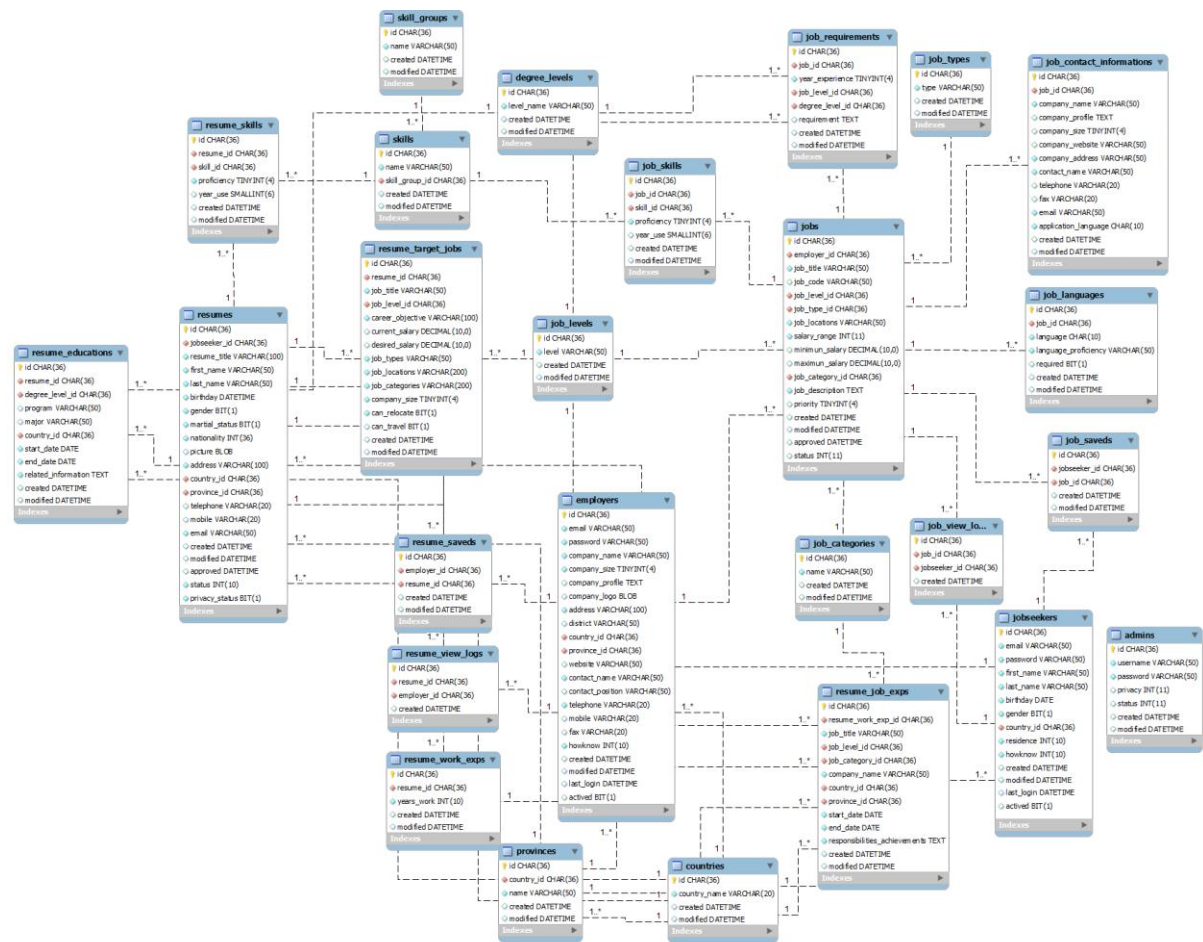 skill_groups
id CHAR(36)
name VARCHAR(50)
created DATETIME
modified DATETIME
Indexes
degree_levels
id CHAR(36)
level_name VARCHAR(50)
created DATETIME
modified DATETIME
Indexes
job_requirements
id CHAR(36)
job_id CHAR(36)
year_experience TINYINT(4)
job_level_id CHAR(36)
degree_level_id CHAR(36)
requirement TEXT
created DATETIME
modified DATETIME
Indexes
job_types
id CHAR(36)
type VARCHAR(50)
created DATETIME
modified DATETIME
Indexes
job_contact_informations
id CHAR(36)
job_id CHAR(36)
company_name VARCHAR(50)
company_profile TEXT
company_size TINYINT(4)
company_website VARCHAR(50)
company_address VARCHAR(50)
contact_name VARCHAR(50)
telephone VARCHAR(20)
fax VARCHAR(20)
email VARCHAR(50)
application_language CHAR(10)
created DATETIME
modified DATETIME
Indexes
resume_skills
id CHAR(36)
resume_id CHAR(36)
skill_id CHAR(36)
proficiency TINYINT(4)
year_use SMALLINT(6)
created DATETIME
modified DATETIME
Indexes
skills
id CHAR(36)
name VARCHAR(50)
skill_group_id CHAR(36)
created DATETIME
modified DATETIME
Indexes
job_skills
id CHAR(36)
job_id CHAR(36)
skill_id CHAR(36)
proficiency TINYINT(4)
year_use SMALLINT(6)
created DATETIME
modified DATETIME
Indexes
jobs
id CHAR(36)
employer_id CHAR(36)
job_title VARCHAR(50)
job_code VARCHAR(50)
job_level_id CHAR(36)
job_type_id CHAR(36)
job_locations VARCHAR(50)
salary_range INT(11)
minimun_salary DECIMAL(10,0)
maximun_salary DECIMAL(10,0)
job_category_id CHAR(36)
job_description TEXT
priority TINYINT(4)
created DATETIME
modified DATETIME
approved DATETIME
status INT(11)
Indexes
resume_target_jobs
id CHAR(36)
resume_id CHAR(36)
job_title VARCHAR(50)
job_level_id CHAR(36)
career_objective VARCHAR(100)
current_salary DECIMAL(10,0)
desired_salary DECIMAL(10,0)
job_types VARCHAR(50)
job_locations VARCHAR(200)
job_categories VARCHAR(200)
company_size TINYINT(4)
can_relocate BIT(1)
can_travel BIT(1)
created DATETIME
modified DATETIME
Indexes
job_levels
id CHAR(36)
level VARCHAR(50)
created DATETIME
modified DATETIME
Indexes
job_languages
id CHAR(36)
job_id CHAR(36)
language CHAR(10)
language_proficiency VARCHAR(50)
required BIT(1)
created DATETIME
modified DATETIME
Indexes
resumes
id CHAR(36)
jobseeker_id CHAR(36)
resume_title VARCHAR(100)
first_name VARCHAR(50)
last_name VARCHAR(50)
birthday DATETIME
gender BIT(1)
martial_status BIT(1)
nationality INT(36)
picture BLOB
address VARCHAR(100)
country_id CHAR(36)
province_id CHAR(36)
telephone VARCHAR(20)
mobile VARCHAR(20)
email VARCHAR(50)
created DATETIME
modified DATETIME
approved DATETIME
status INT(10)
privacy_status BIT(1)
Indexes
resume_educations
id CHAR(36)
resume_id CHAR(36)
degree_level_id CHAR(36)
program VARCHAR(50)
major VARCHAR(50)
country_id CHAR(36)
start_date DATE
end_date DATE
related_information TEXT
created DATETIME
modified DATETIME
Indexes
job_saveds
id CHAR(36)
jobseeker_id CHAR(36)
job_id CHAR(36)
created DATETIME
modified DATETIME
Indexes
employers
id CHAR(36)
email VARCHAR(50)
password VARCHAR(50)
company_name VARCHAR(50)
company_size TINYINT(4)
company_profile TEXT
company_logo BLOB
address VARCHAR(100)
district VARCHAR(50)
country_id CHAR(36)
province_id CHAR(36)
website VARCHAR(50)
contact_name VARCHAR(50)
contact_position VARCHAR(50)
telephone VARCHAR(20)
mobile VARCHAR(20)
fax VARCHAR(20)
howknow INT(10)
created DATETIME
modified DATETIME
last_login DATETIME
actived BIT(1)
Indexes
resume_saveds
id CHAR(36)
employer_id CHAR(36)
resume_id CHAR(36)
created DATETIME
modified DATETIME
Indexes
job_categories
id CHAR(36)
name VARCHAR(50)
created DATETIME
modified DATETIME
Indexes
job_view_lo...
id CHAR(36)
job_id CHAR(36)
jobseeker_id CHAR(36)
created DATETIME
Indexes
jobseekers
id CHAR(36)
email VARCHAR(50)
password VARCHAR(50)
first_name VARCHAR(50)
last_name VARCHAR(50)
birthday DATE
gender BIT(1)
country_id CHAR(36)
residence INT(10)
howknow INT(10)
created DATETIME
modified DATETIME
last_login DATETIME
actived BIT(1)
Indexes
admins
id CHAR(36)
username VARCHAR(50)
password VARCHAR(50)
privacy INT(11)
status INT(11)
created DATETIME
modified DATETIME
Indexes
resume_view_logs
id CHAR(36)
resume_id CHAR(36)
employer_id CHAR(36)
created DATETIME
Indexes
resume_job_exps
id CHAR(36)
resume_work_exp_id CHAR(36)
job_title VARCHAR(50)
job_level_id CHAR(36)
job_category_id CHAR(36)
company_name VARCHAR(50)
country_id CHAR(36)
province_id CHAR(36)
start_date DATE
end_date DATE
responsibilities_achievements TEXT
created DATETIME
modified DATETIME
Indexes
resume_work_exps
id CHAR(36)
resume_id CHAR(36)
years_work INT(10)
created DATETIME
modified DATETIME
Indexes
provinces
id CHAR(36)
country_id CHAR(36)
name VARCHAR(50)
created DATETIME
modified DATETIME
Indexes
countries
id CHAR(36)
country_name VARCHAR(20)
created DATETIME
modified DATETIME
Indexes